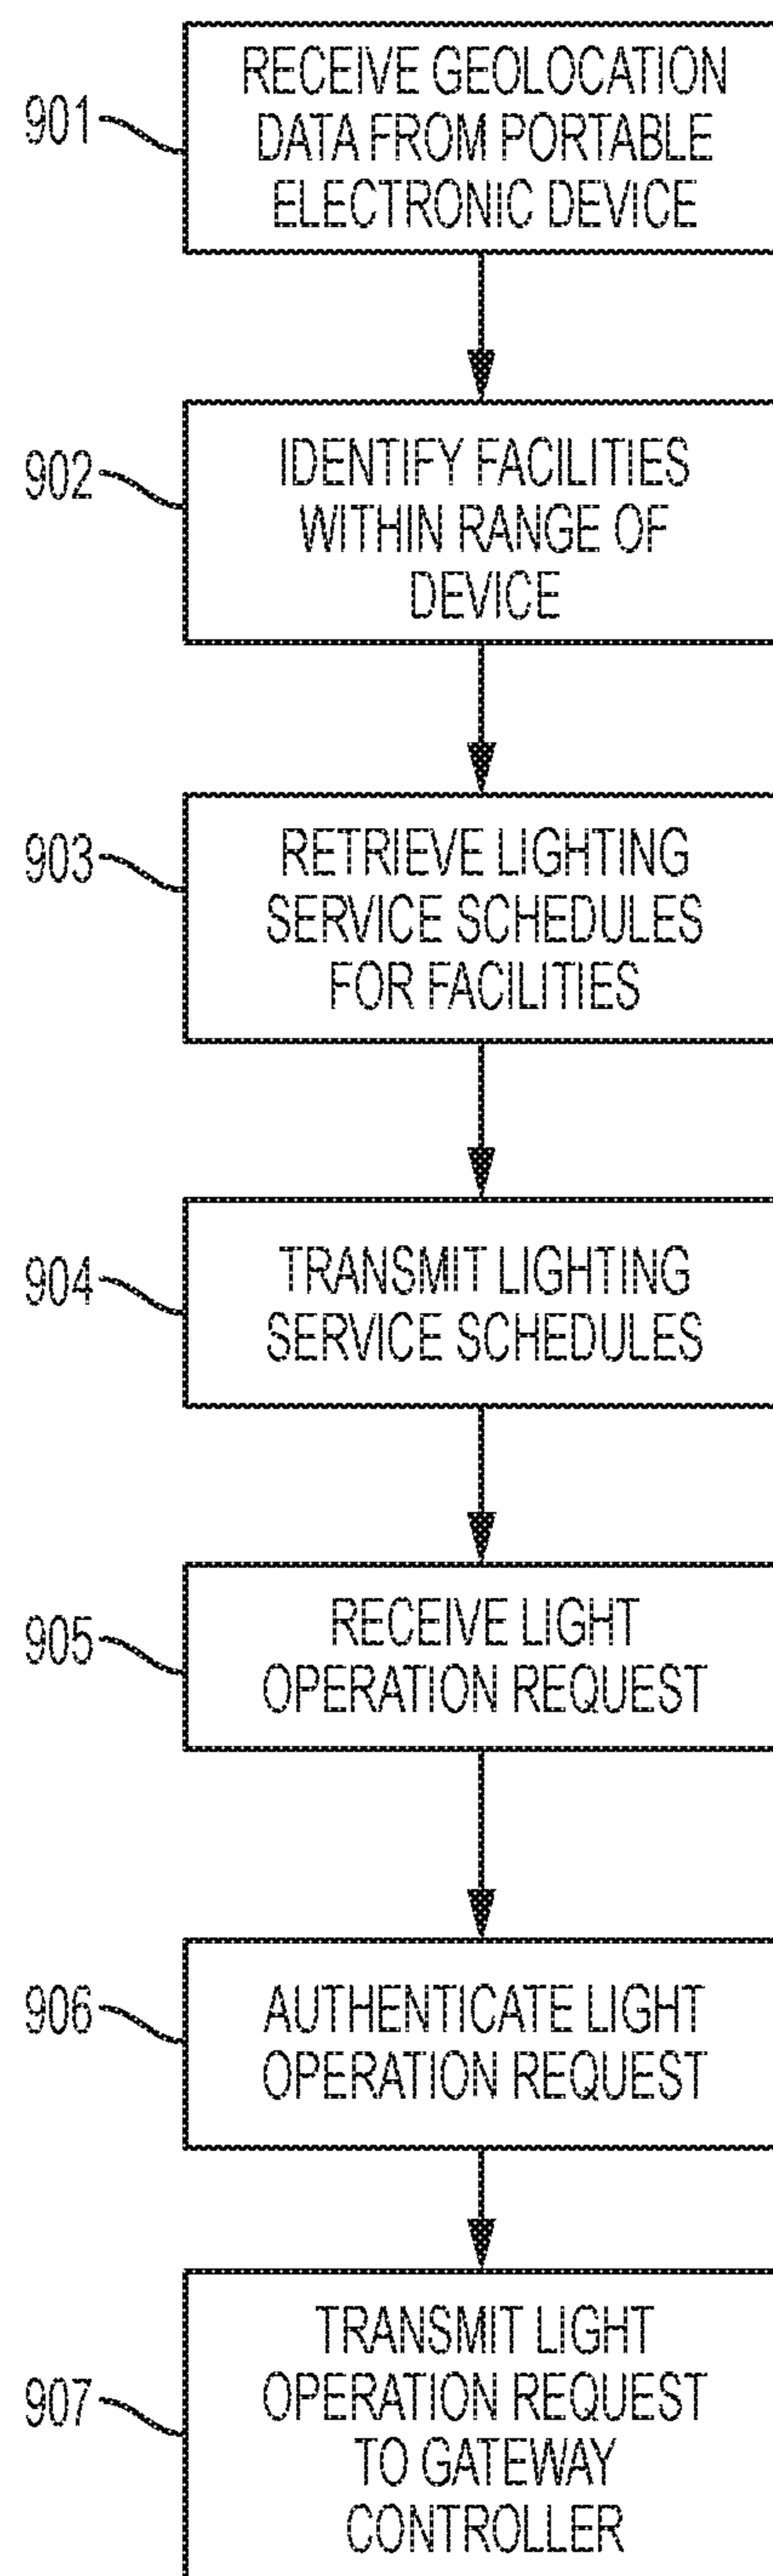 901
RECEIVE GEOLOCATION
DATA FROM PORTABLE
ELECTRONIC DEVICE
902
IDENTIFY FACILITIES
WITHIN RANGE OF
DEVICE
903
RETRIEVE LIGHTING
SERVICE SCHEDULES
FOR FACILITIES
904
TRANSMIT LIGHTING
SERVICE SCHEDULES
905
RECEIVE LIGHT
OPERATION REQUEST
906
AUTHENTICATE LIGHT
OPERATION REQUEST
907
TRANSMIT LIGHT
OPERATION REQUEST
TO GATEWAY
CONTROLLER